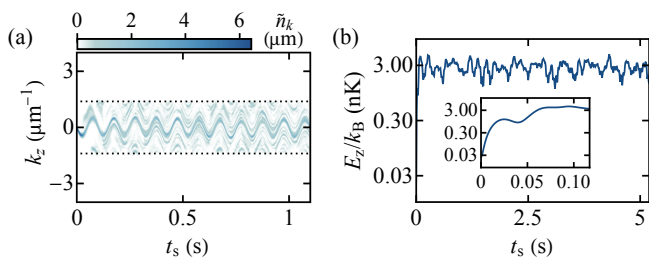 0 2 4 6 ñₖ (μm)
(a)
k_z (μm⁻¹)
3
0
−3
0 0.5 1
t_s (s)
(b)
E_z/k_B (nK)
3.00
0.30
0.03
3.00
0.30
0.03
0 0.05 0.10
0 2.5 5
t_s (s)